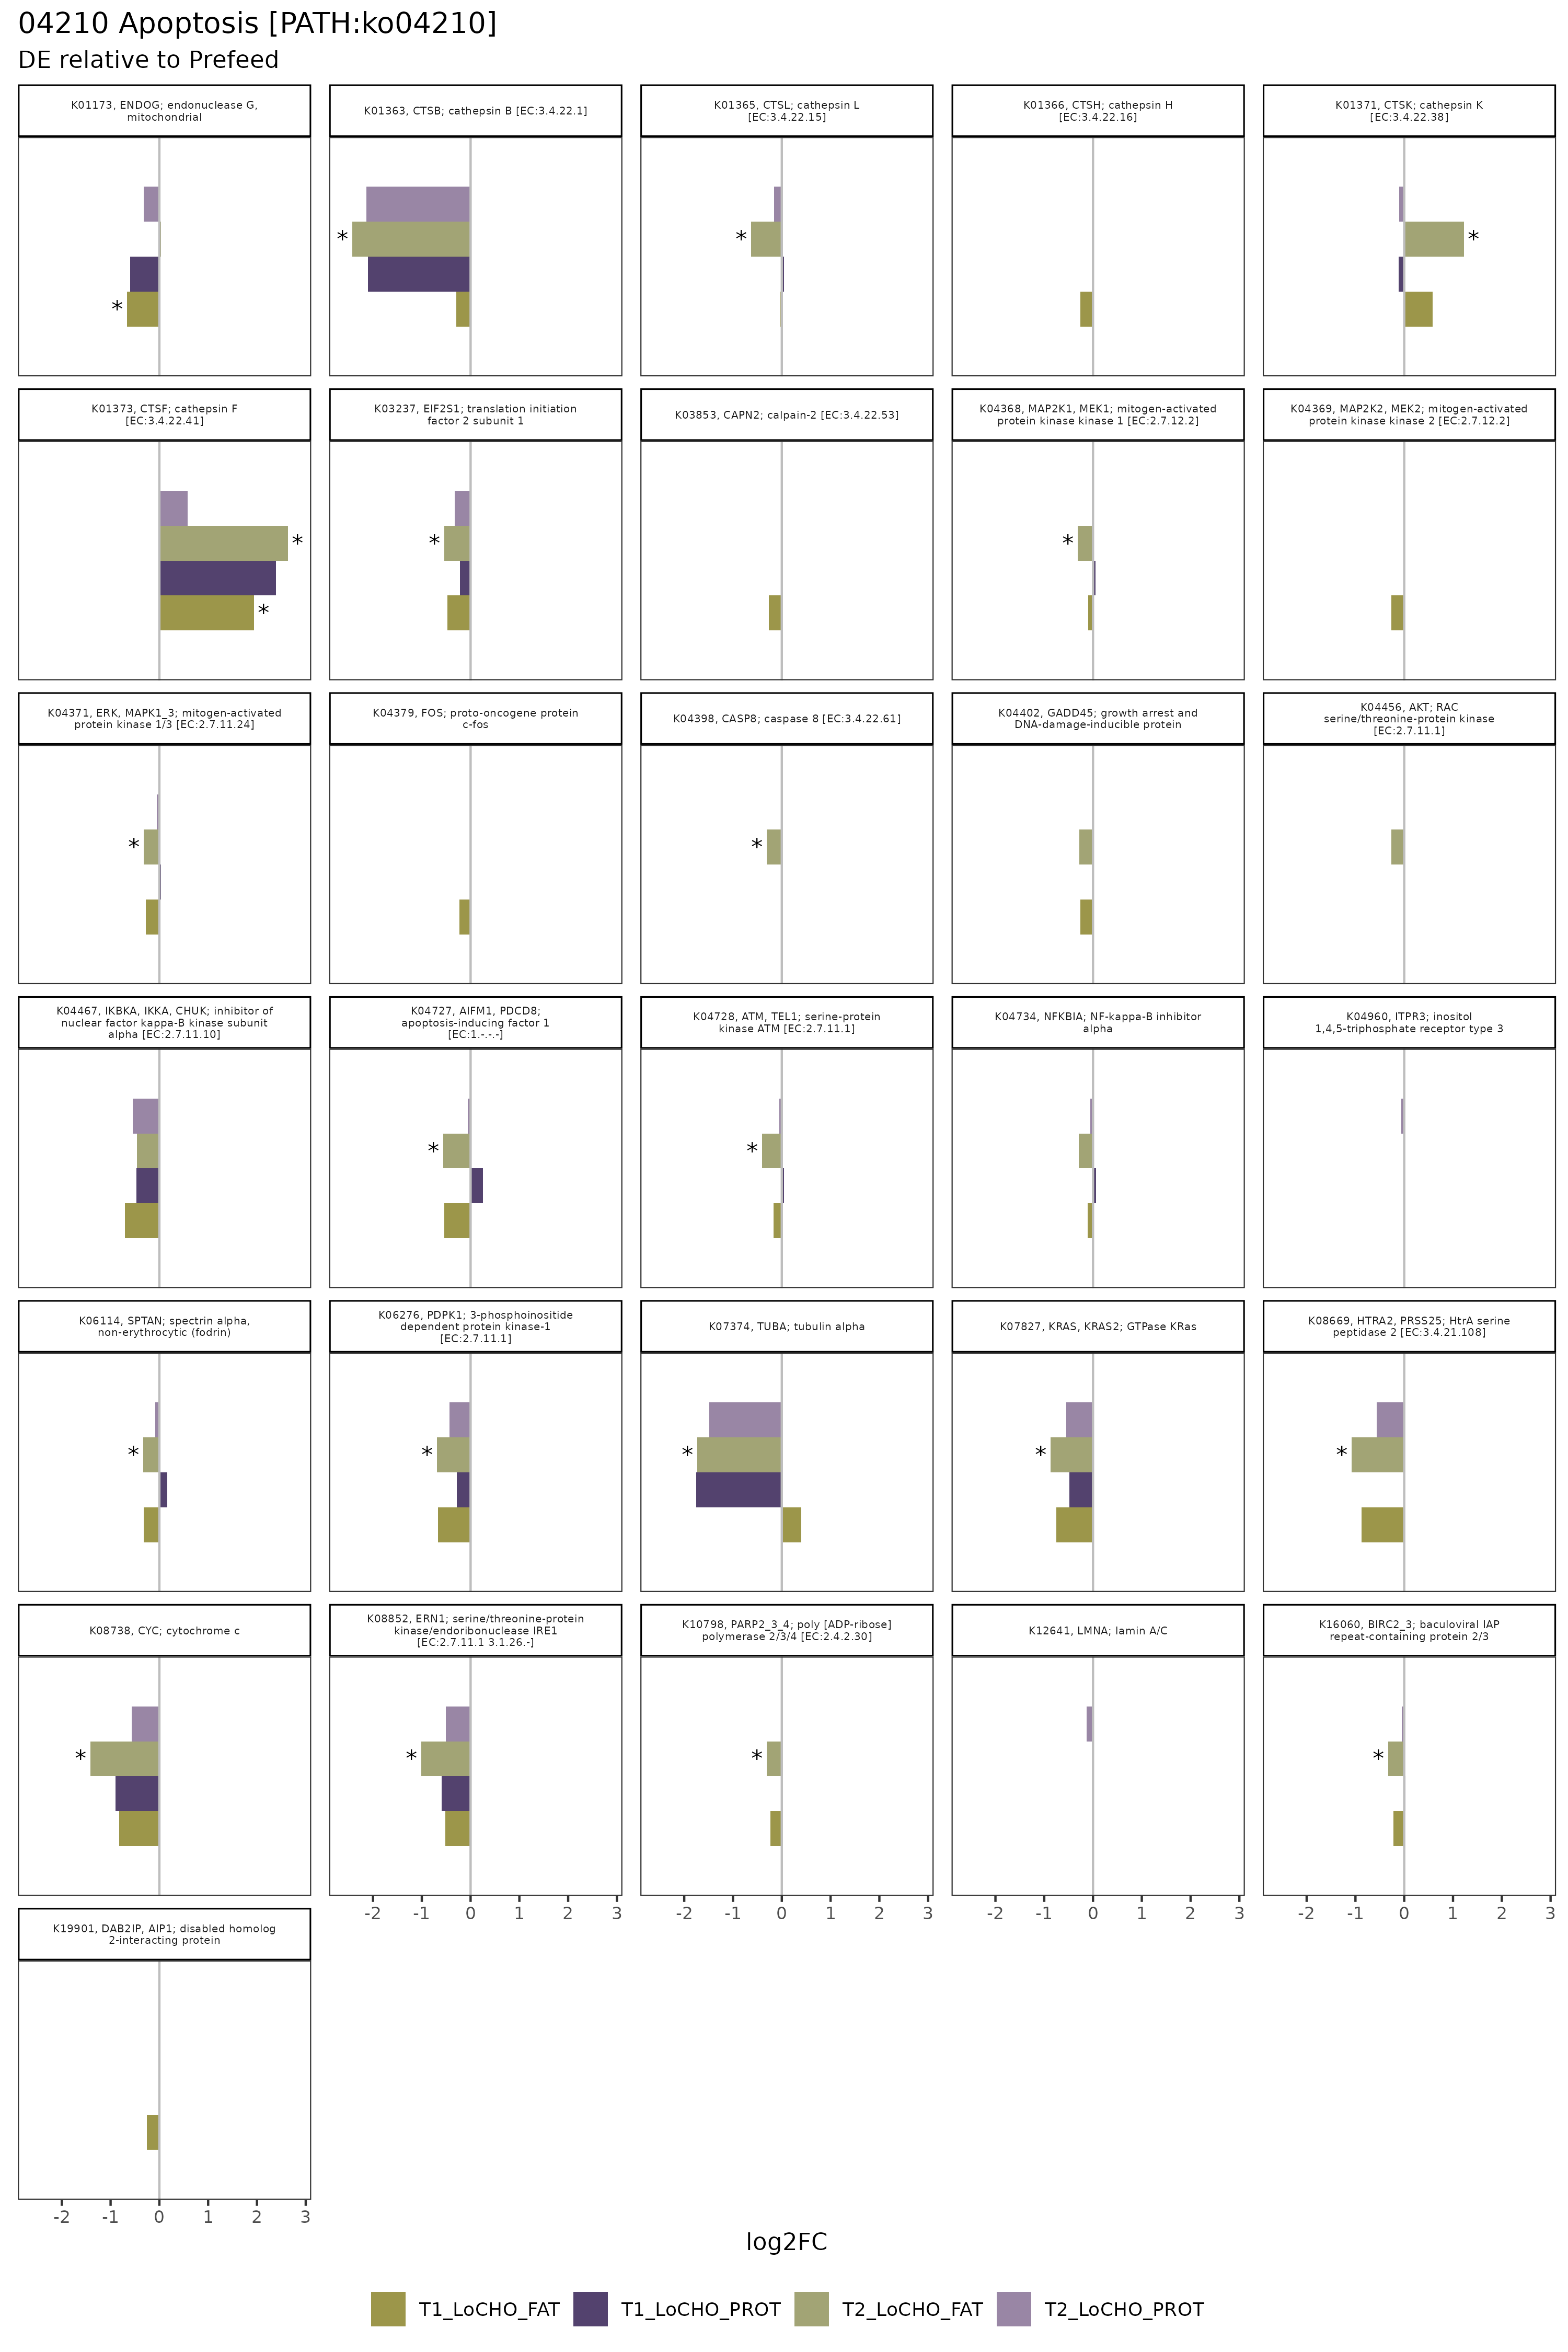 04210 Apoptosis [PATH:ko04210]
DE relative to Prefeed
K01173, ENDOG; endonuclease G,
mitochondrial
K01363, CTSB; cathepsin B [EC:3.4.22.1]
K01365, CTSL; cathepsin L
[EC:3.4.22.15]
K01366, CTSH; cathepsin H
[EC:3.4.22.16]
K01371, CTSK; cathepsin K
[EC:3.4.22.38]
*
*
*
*
K01373, CTSF; cathepsin F
[EC:3.4.22.41]
K03237, EIF2S1; translation initiation
factor 2 subunit 1
K03853, CAPN2; calpain-2 [EC:3.4.22.53]
K04368, MAP2K1, MEK1; mitogen-activated
protein kinase kinase 1 [EC:2.7.12.2]
K04369, MAP2K2, MEK2; mitogen-activated
protein kinase kinase 2 [EC:2.7.12.2]
*
*
*
*
K04371, ERK, MAPK1_3; mitogen-activated
protein kinase 1/3 [EC:2.7.11.24]
K04379, FOS; proto-oncogene protein
c-fos
K04398, CASP8; caspase 8 [EC:3.4.22.61]
K04402, GADD45; growth arrest and
DNA-damage-inducible protein
K04456, AKT; RAC
serine/threonine-protein kinase
[EC:2.7.11.1]
*
*
K04467, IKBKA, IKKA, CHUK; inhibitor of
nuclear factor kappa-B kinase subunit
alpha [EC:2.7.11.10]
K04727, AIFM1, PDCD8;
apoptosis-inducing factor 1
[EC:1.-.-.-]
K04728, ATM, TEL1; serine-protein
kinase ATM [EC:2.7.11.1]
K04734, NFKBIA; NF-kappa-B inhibitor
alpha
K04960, ITPR3; inositol
1,4,5-triphosphate receptor type 3
*
*
K06114, SPTAN; spectrin alpha,
non-erythrocytic (fodrin)
K06276, PDPK1; 3-phosphoinositide
dependent protein kinase-1
[EC:2.7.11.1]
K07374, TUBA; tubulin alpha
K07827, KRAS, KRAS2; GTPase KRas
K08669, HTRA2, PRSS25; HtrA serine
peptidase 2 [EC:3.4.21.108]
*
*
*
*
*
K08738, CYC; cytochrome c
K08852, ERN1; serine/threonine-protein
kinase/endoribonuclease IRE1
[EC:2.7.11.1 3.1.26.-]
K10798, PARP2_3_4; poly [ADP-ribose]
polymerase 2/3/4 [EC:2.4.2.30]
K12641, LMNA; lamin A/C
K16060, BIRC2_3; baculoviral IAP
repeat-containing protein 2/3
*
*
*
*
-2 -1 0 1 2 3
-2 -1 0 1 2 3
-2 -1 0 1 2 3
-2 -1 0 1 2 3
K19901, DAB2IP, AIP1; disabled homolog
2-interacting protein
-2 -1 0 1 2 3
log2FC
T1_LoCHO_FAT T1_LoCHO_PROT T2_LoCHO_FAT T2_LoCHO_PROT